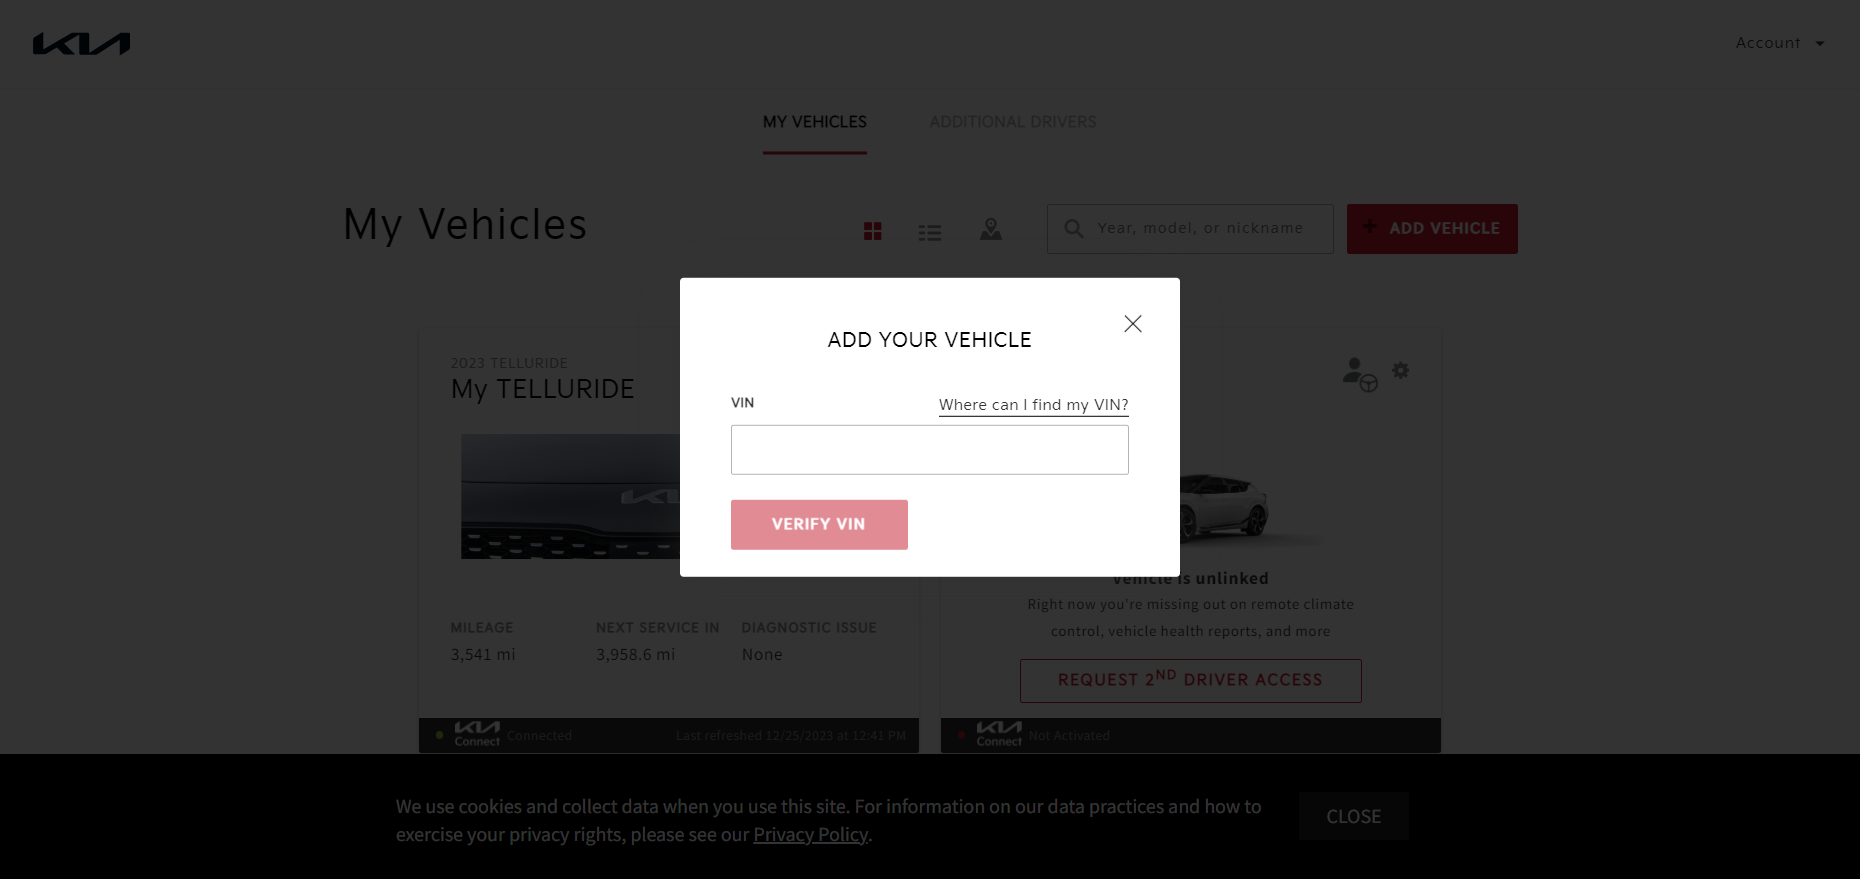 KIA
Account
MY VEHICLES
ADDITIONAL DRIVERS
My Vehicles
Year, model, or nickname
+ ADD VEHICLE
ADD YOUR VEHICLE
VIN
Where can I find my VIN?
VERIFY VIN
2023 TELLURIDE
My TELLURIDE
KIA
MILEAGE
NEXT SERVICE IN
DIAGNOSTIC ISSUE
3,541 mi
3,958.6 mi
None
KIA
Connect
Connected
Last refreshed 12/25/2023 at 12:41 PM
Vehicle is unlinked
Right now you're missing out on remote climate
control, vehicle health reports, and more
REQUEST 2ND DRIVER ACCESS
KIA
Connect
Not Activated
We use cookies and collect data when you use this site. For information on our data practices and how to
exercise your privacy rights, please see our Privacy Policy.
CLOSE